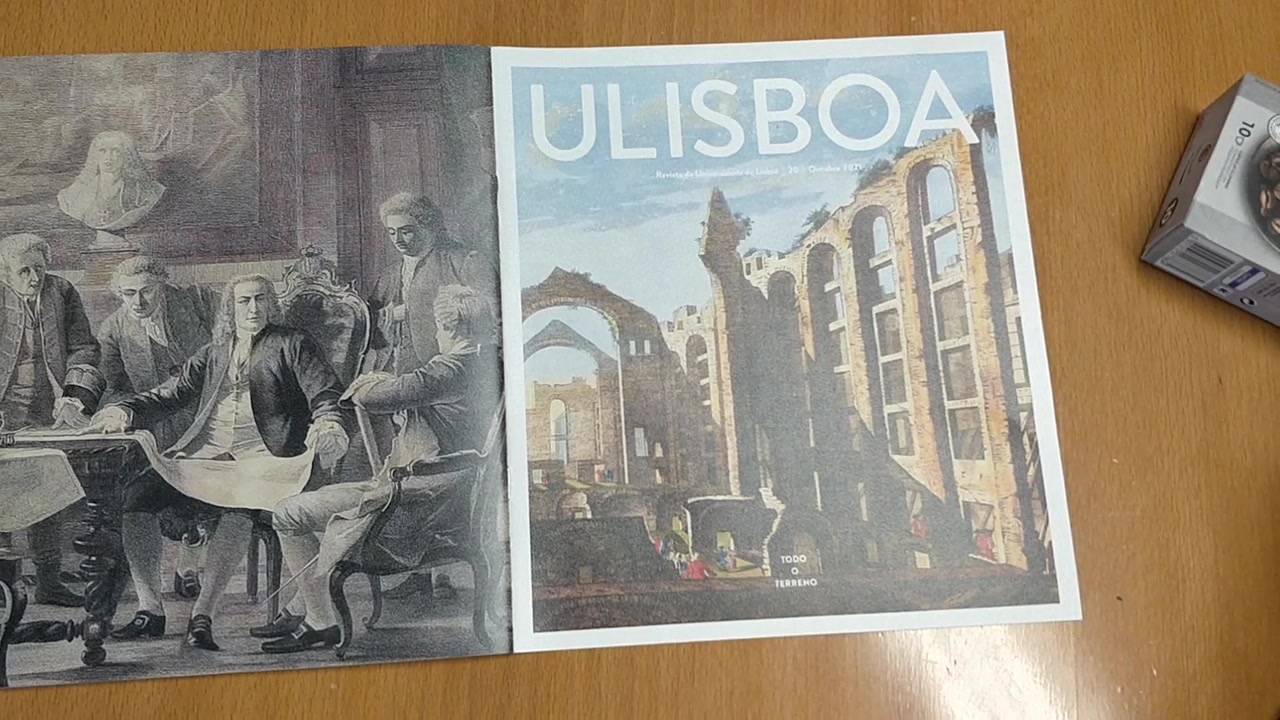 ULISBOA
Revista da Universidade de Lisboa | 20 | Outubro 2021
TODO
O
TERRENO
10